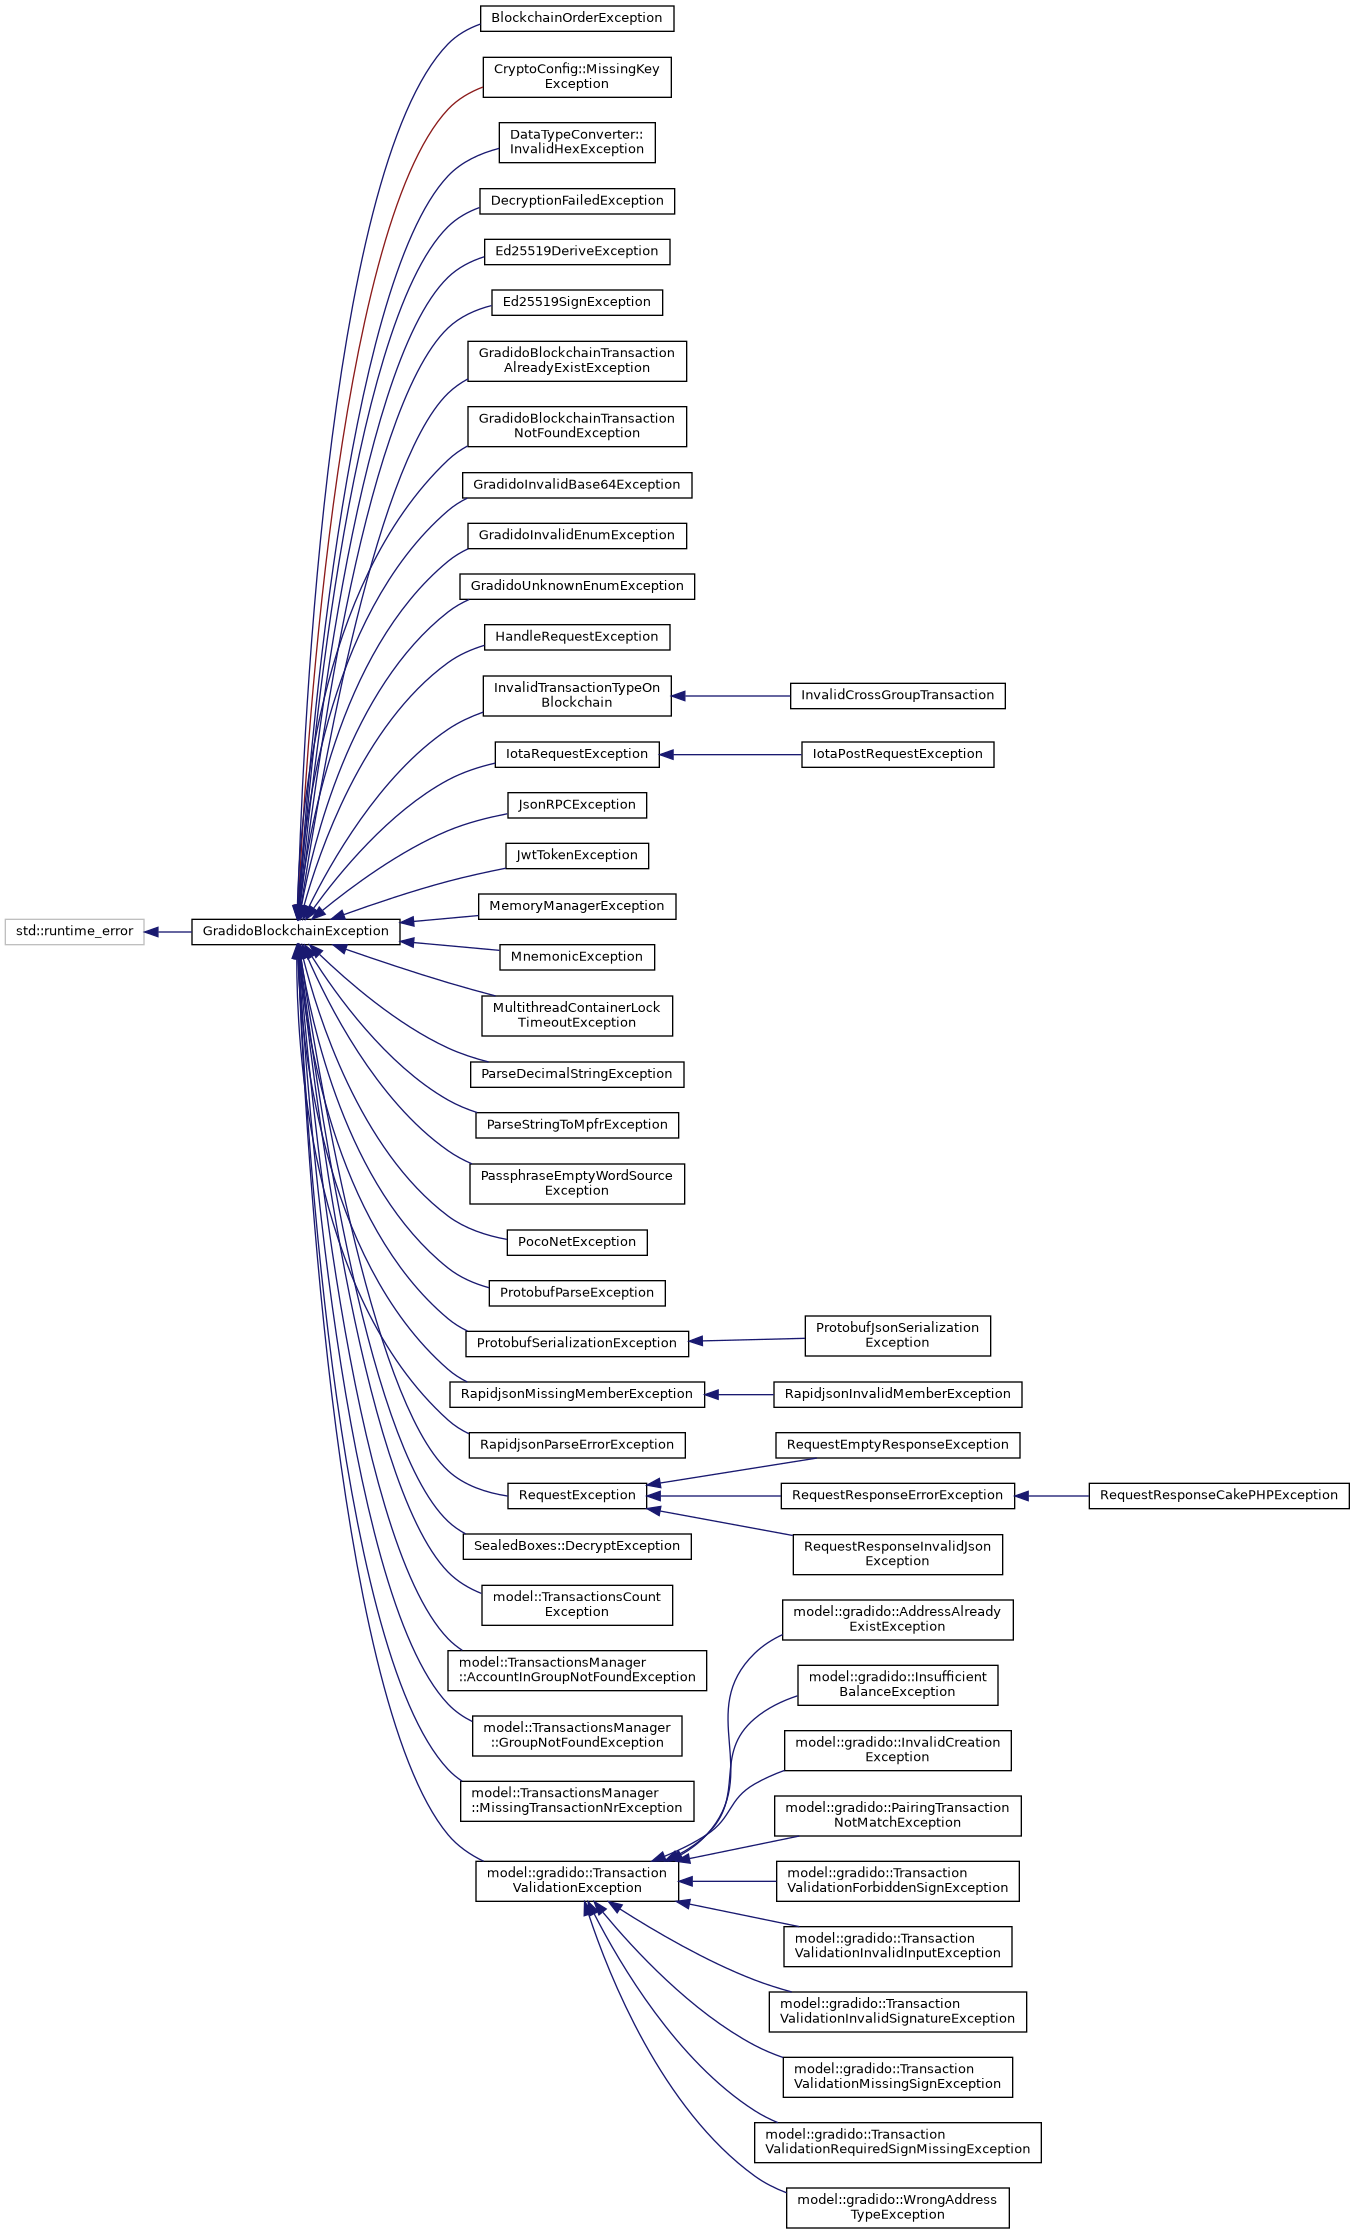 BlockchainOrderException
CryptoConfig::MissingKey
Exception
DataTypeConverter::
InvalidHexException
DecryptionFailedException
Ed25519DeriveException
Ed25519SignException
GradidoBlockchainTransaction
AlreadyExistException
GradidoBlockchainTransaction
NotFoundException
GradidoInvalidBase64Exception
GradidoInvalidEnumException
GradidoUnknownEnumException
HandleRequestException
InvalidTransactionTypeOn
Blockchain
InvalidCrossGroupTransaction
IotaRequestException
IotaPostRequestException
JsonRPCException
JwtTokenException
MemoryManagerException
std::runtime_error
GradidoBlockchainException
MnemonicException
MultithreadContainerLock
TimeoutException
ParseDecimalStringException
ParseStringToMpfrException
PassphraseEmptyWordSource
Exception
PocoNetException
ProtobufParseException
ProtobufSerializationException
ProtobufJsonSerialization
Exception
RapidjsonMissingMemberException
RapidjsonInvalidMemberException
RapidjsonParseErrorException
RequestEmptyResponseException
RequestException
RequestResponseErrorException
RequestResponseCakePHPException
SealedBoxes::DecryptException
RequestResponseInvalidJson
Exception
model::TransactionsCount
Exception
model::gradido::AddressAlready
ExistException
model::TransactionsManager
::AccountInGroupNotFoundException
model::gradido::Insufficient
BalanceException
model::TransactionsManager
::GroupNotFoundException
model::gradido::InvalidCreation
Exception
model::TransactionsManager
::MissingTransactionNrException
model::gradido::PairingTransaction
NotMatchException
model::gradido::Transaction
ValidationException
model::gradido::Transaction
ValidationForbiddenSignException
model::gradido::Transaction
ValidationInvalidInputException
model::gradido::Transaction
ValidationInvalidSignatureException
model::gradido::Transaction
ValidationMissingSignException
model::gradido::Transaction
ValidationRequiredSignMissingException
model::gradido::WrongAddress
TypeException